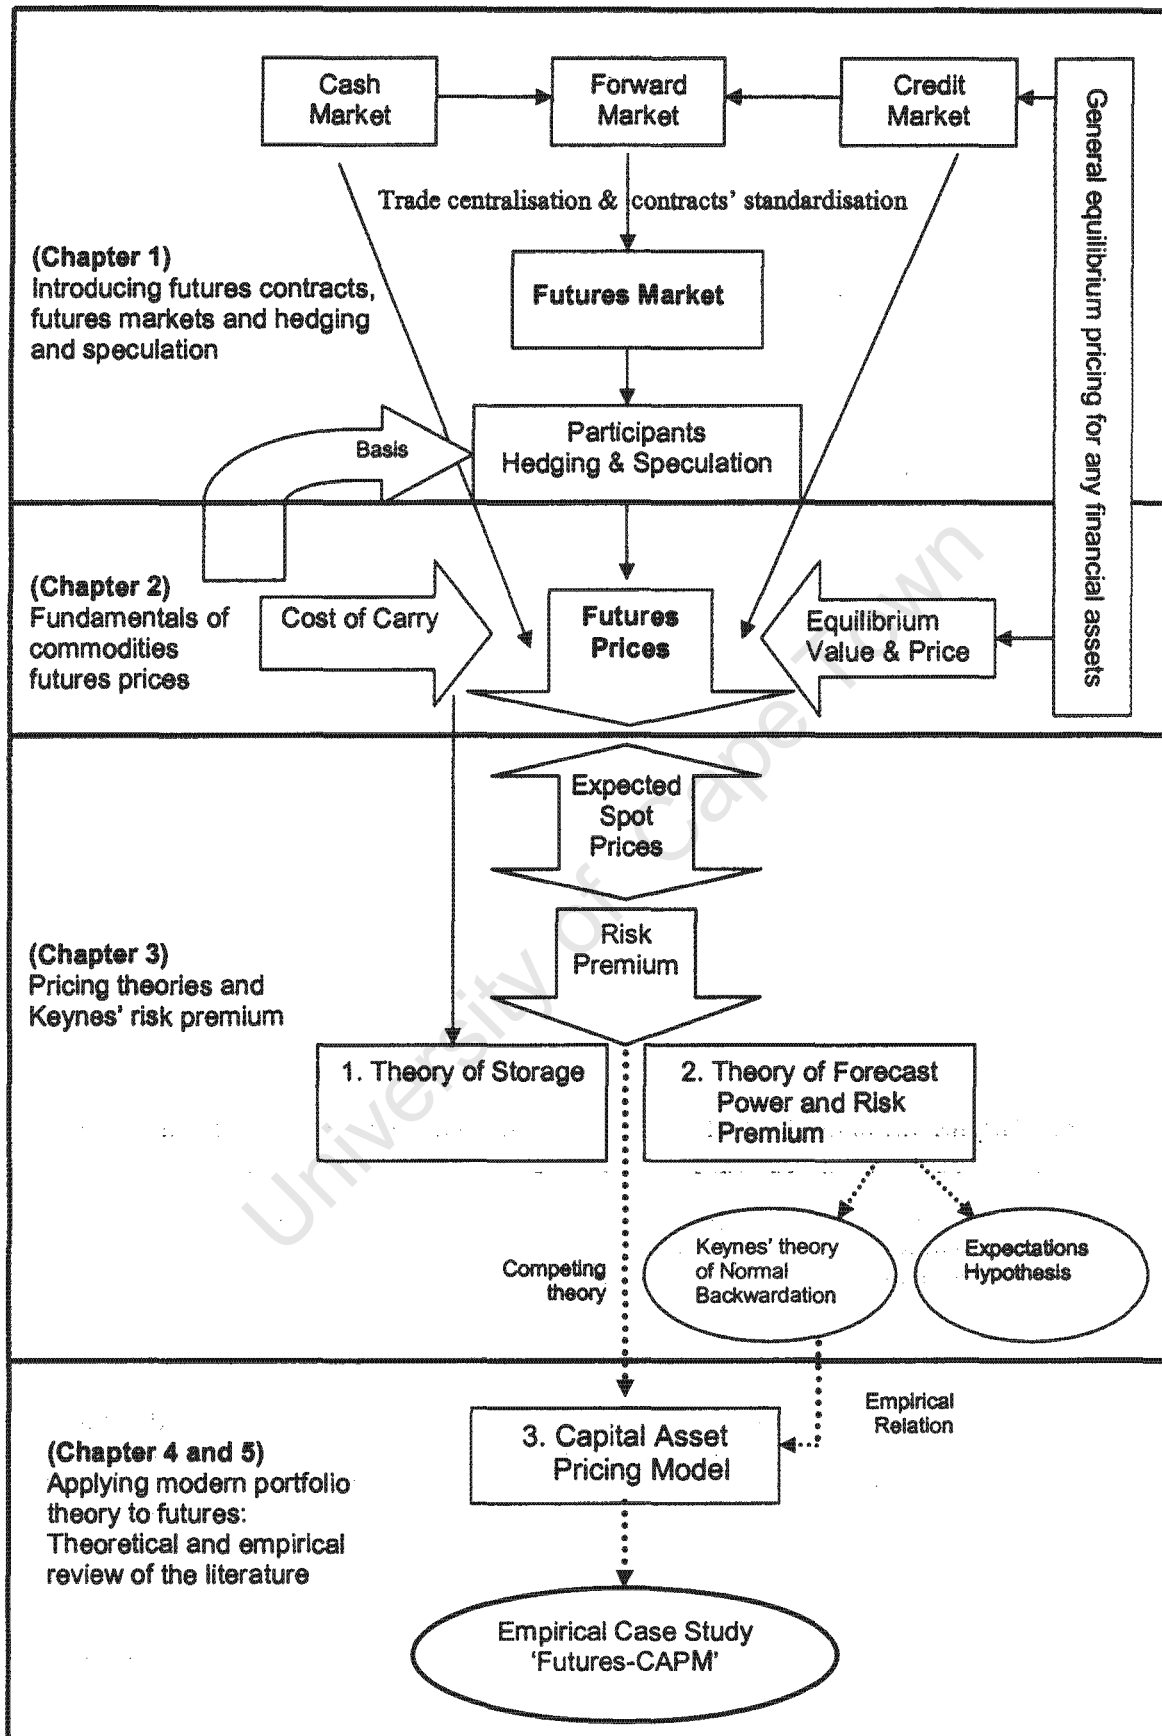 Cash
Market
Forward
Market
Credit
Market
General equilibrium pricing for any financial assets
Trade centralisation & contracts' standardisation
(Chapter 1)
Introducing futures contracts,
futures markets and hedging
and speculation
Futures Market
Basis
Participants
Hedging & Speculation
(Chapter 2)
Fundamentals of
commodities
futures prices
Cost of Carry
Futures
Prices
Equilibrium
Value & Price
Expected
Spot
Prices
Risk
Premium
(Chapter 3)
Pricing theories and
Keynes' risk premium
1. Theory of Storage
2. Theory of Forecast
Power and Risk
Premium
Competing
theory
Keynes' theory
of Normal
Backwardation
Expectations
Hypothesis
Empirical
Relation
3. Capital Asset
Pricing Model
(Chapter 4 and 5)
Applying modern portfolio
theory to futures:
Theoretical and empirical
review of the literature
Empirical Case Study
'Futures-CAPM'
University of Cape Town